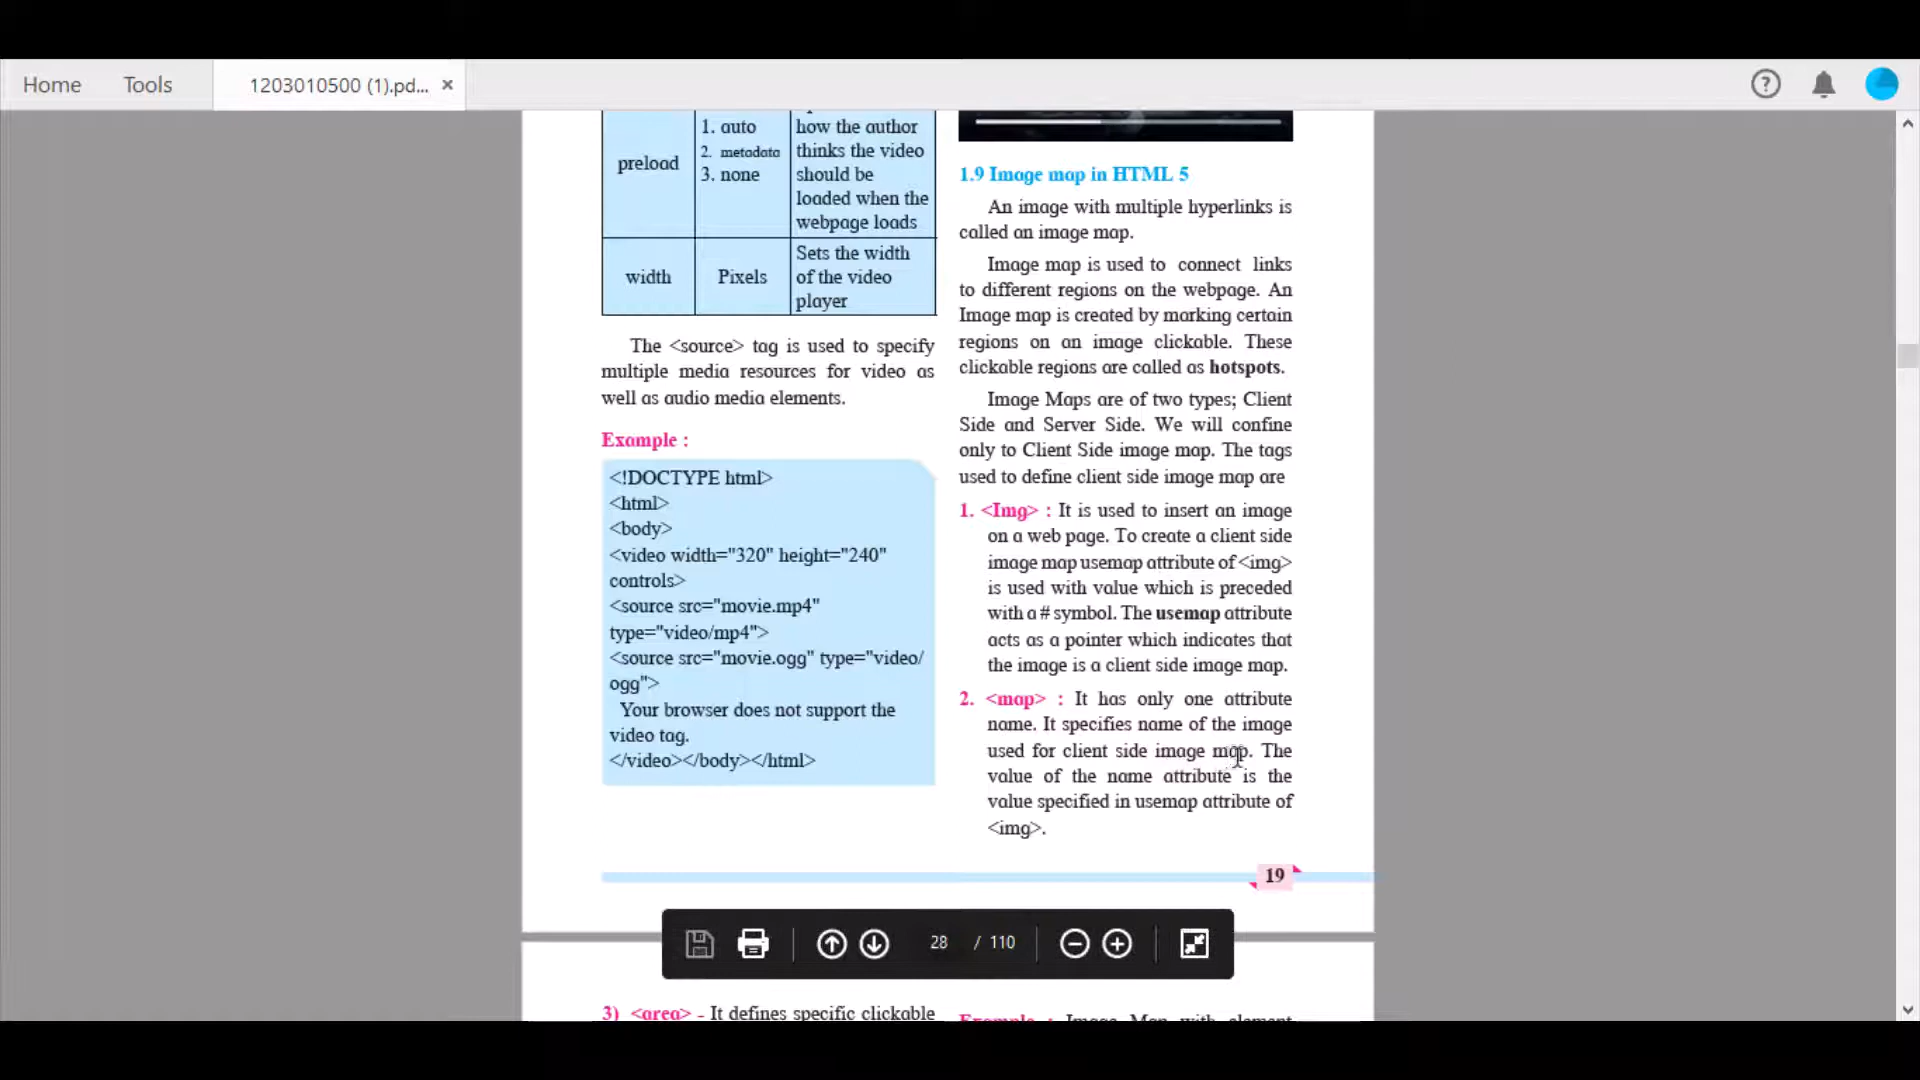 Home
Tools
1203010500 (1).pd...
preload
1. auto
2. metadata
3. none
how the author
thinks the video
should be
loaded when the
webpage loads
width
Pixels
Sets the width
of the video
player
The <source> tag is used to specify
multiple media resources for video as
well as audio media elements.
Example :
<!DOCTYPE html>
<html>
<body>
<video width="320" height="240"
controls>
<source src="movie.mp4"
type="video/mp4">
<source src="movie.ogg" type="video/
ogg">
Your browser does not support the
video tag.
</video></body></html>
1.9 Image map in HTML 5
An image with multiple hyperlinks is
called an image map.
Image map is used to connect links
to different regions on the webpage. An
Image map is created by marking certain
regions on an image clickable. These
clickable regions are called as hotspots.
Image Maps are of two types; Client
Side and Server Side. We will confine
only to Client Side image map. The tags
used to define client side image map are
1. <Img> : It is used to insert an image
on a web page. To create a client side
image map usemap attribute of <img>
is used with value which is preceded
with a # symbol. The usemap attribute
acts as a pointer which indicates that
the image is a client side image map.
2. <map> : It has only one attribute
name. It specifies name of the image
used for client side image map. The
value of the name attribute is the
value specified in usemap attribute of
<img>.
19
28 / 110
3) <area> - It defines specific clickable
Example : Image Map with element